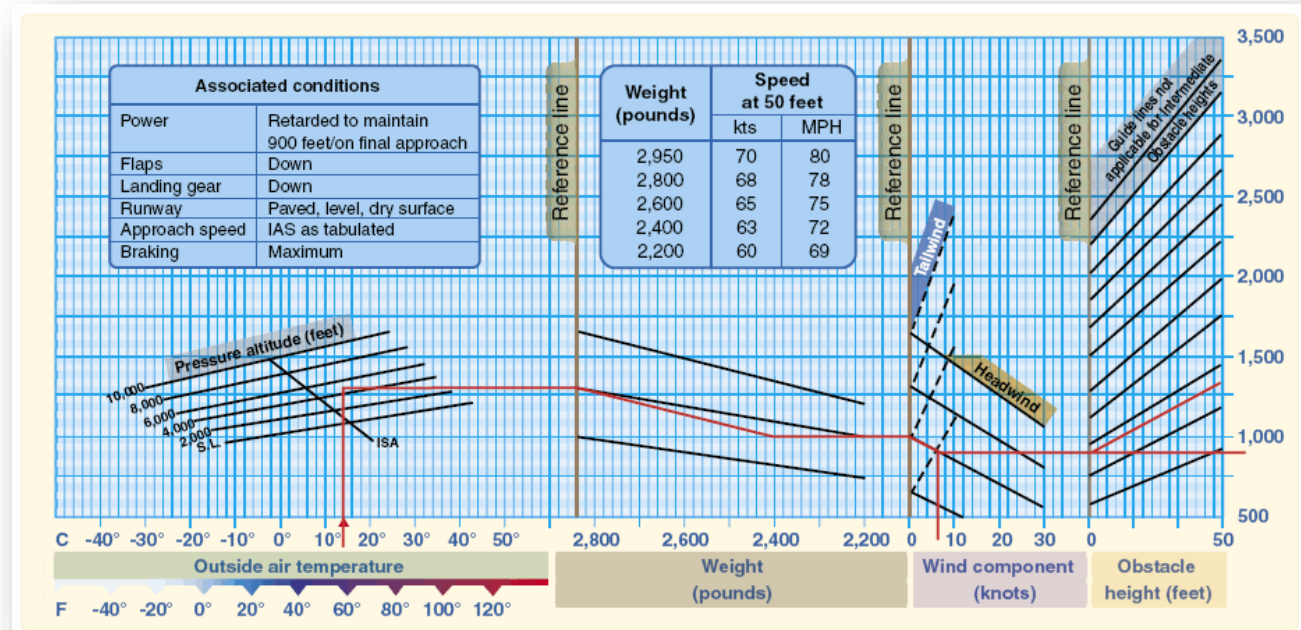 Associated conditions
Power Retarded to maintain
900 feet/on final approach
Flaps Down
Landing gear Down
Runway Paved, level, dry surface
Approach speed IAS as tabulated
Braking Maximum
Reference line
Weight
(pounds)
Speed
at 50 feet
kts MPH
2,950 70 80
2,800 68 78
2,600 65 75
2,400 63 72
2,200 60 69
Reference line
Reference line
Guide lines not
applicable for Intermediate
Obstacle heights
Tailwind
Headwind
Pressure altitude (feet)
10,000
8,000
6,000
4,000
2,000
S.L.
ISA
3,500
3,000
2,500
2,000
1,500
1,000
500
C -40° -30° -20° -10° 0° 10° 20° 30° 40° 50°
2,800 2,600 2,400 2,200
0 10 20 30
0 50
Outside air temperature
Weight
(pounds)
Wind component
(knots)
Obstacle
height (feet)
F -40° -20° 0° 20° 40° 60° 80° 100° 120°